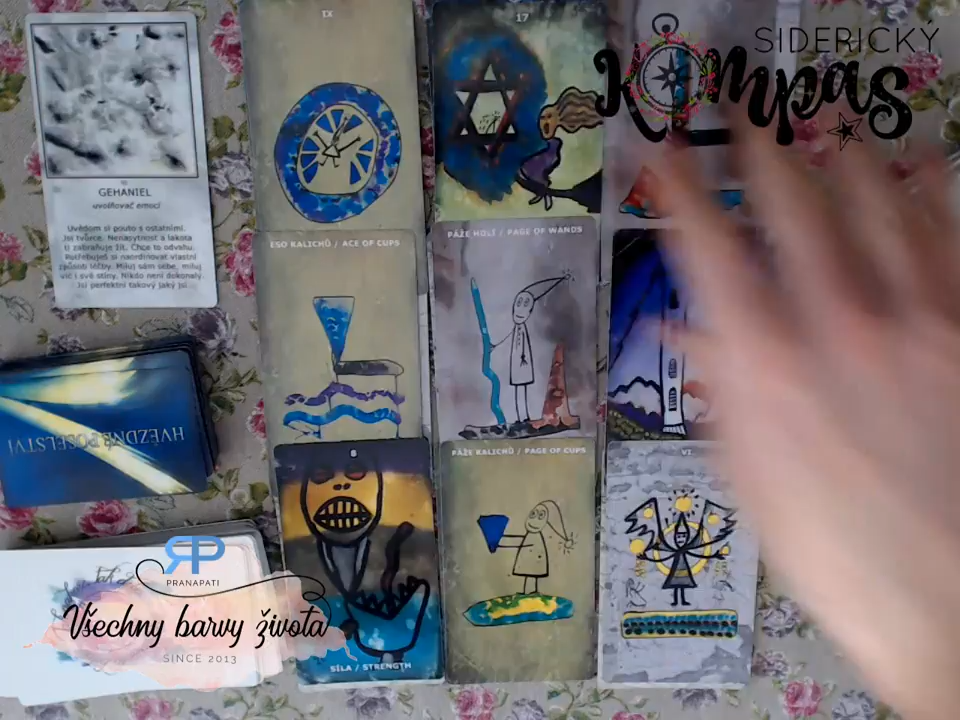 IX
17
SIDERICKÝ
Kompas
GEHANIEL
uvolňovač emocí
Uvědom si pouto s ostatními.
Jsi tvůrce. Nenasytnost a lakota
ti zabraňuje žít. Chce to odvahu.
Potřebuješ si naordinovat vlastní
způsob léčby. Miluj sám sebe, miluj
vše i své stíny. Nikdo není dokonalý.
Jsi perfektní takový jaký jsi.
ESO KALICHŮ / ACE OF CUPS
PÁŽE HOLÍ / PAGE OF WANDS
HVĚZDNÉ POSELSTVÍ
8
PÁŽE KALICHŮ / PAGE OF CUPS
VI
SÍLA / STRENGTH
RP
PRANAPATI
Všechny barvy života
SINCE 2013